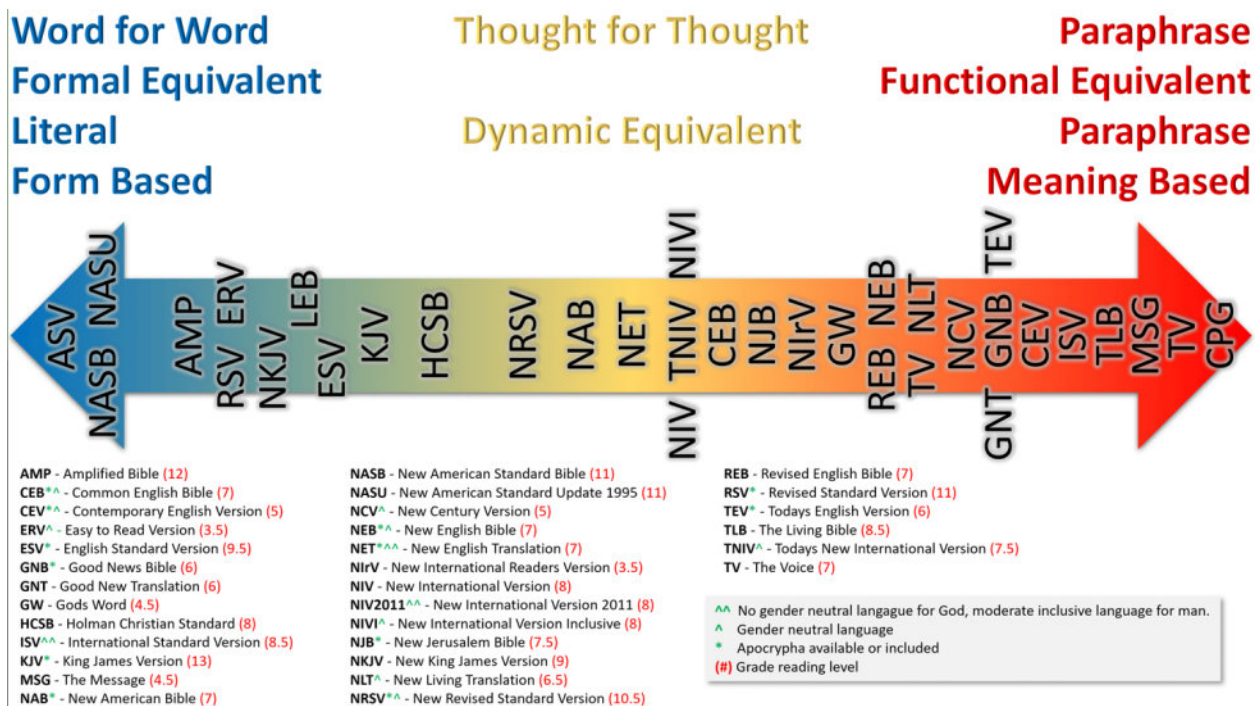 Word for Word
Formal Equivalent
Literal
Form Based
Thought for Thought
Dynamic Equivalent
Paraphrase
Functional Equivalent
Paraphrase
Meaning Based
ASV
NASB NASU
AMP
RSV ERV
NKJV
LEB
ESV
KJV
HCSB
NRSV
NAB
NET
NIV TNIV NIVI
CEB
NJB
NIrV
GW
REB NEB
TV NLT
NCV
GNT GNB TEV
CEV
ISV
TLB
MSG
TV
CPG
AMP - Amplified Bible (12)
CEB*^ - Common English Bible (7)
CEV*^ - Contemporary English Version (5)
ERV^ - Easy to Read Version (3.5)
ESV* - English Standard Version (9.5)
GNB* - Good News Bible (6)
GNT - Good New Translation (6)
GW - Gods Word (4.5)
HCSB - Holman Christian Standard (8)
ISV^^ - International Standard Version (8.5)
KJV* - King James Version (13)
MSG - The Message (4.5)
NAB* - New American Bible (7)
NASB - New American Standard Bible (11)
NASU - New American Standard Update 1995 (11)
NCV^ - New Century Version (5)
NEB*^ - New English Bible (7)
NET*^^ - New English Translation (7)
NIrV - New International Readers Version (3.5)
NIV - New International Version (8)
NIV2011^^ - New International Version 2011 (8)
NIVI^ - New International Version Inclusive (8)
NJB* - New Jerusalem Bible (7.5)
NKJV - New King James Version (9)
NLT^ - New Living Translation (6.5)
NRSV*^ - New Revised Standard Version (10.5)
REB - Revised English Bible (7)
RSV* - Revised Standard Version (11)
TEV* - Todays English Version (6)
TLB - The Living Bible (8.5)
TNIV^ - Todays New International Version (7.5)
TV - The Voice (7)
^^ No gender neutral langague for God, moderate inclusive language for man.
^ Gender neutral language
* Apocrypha available or included
(#) Grade reading level